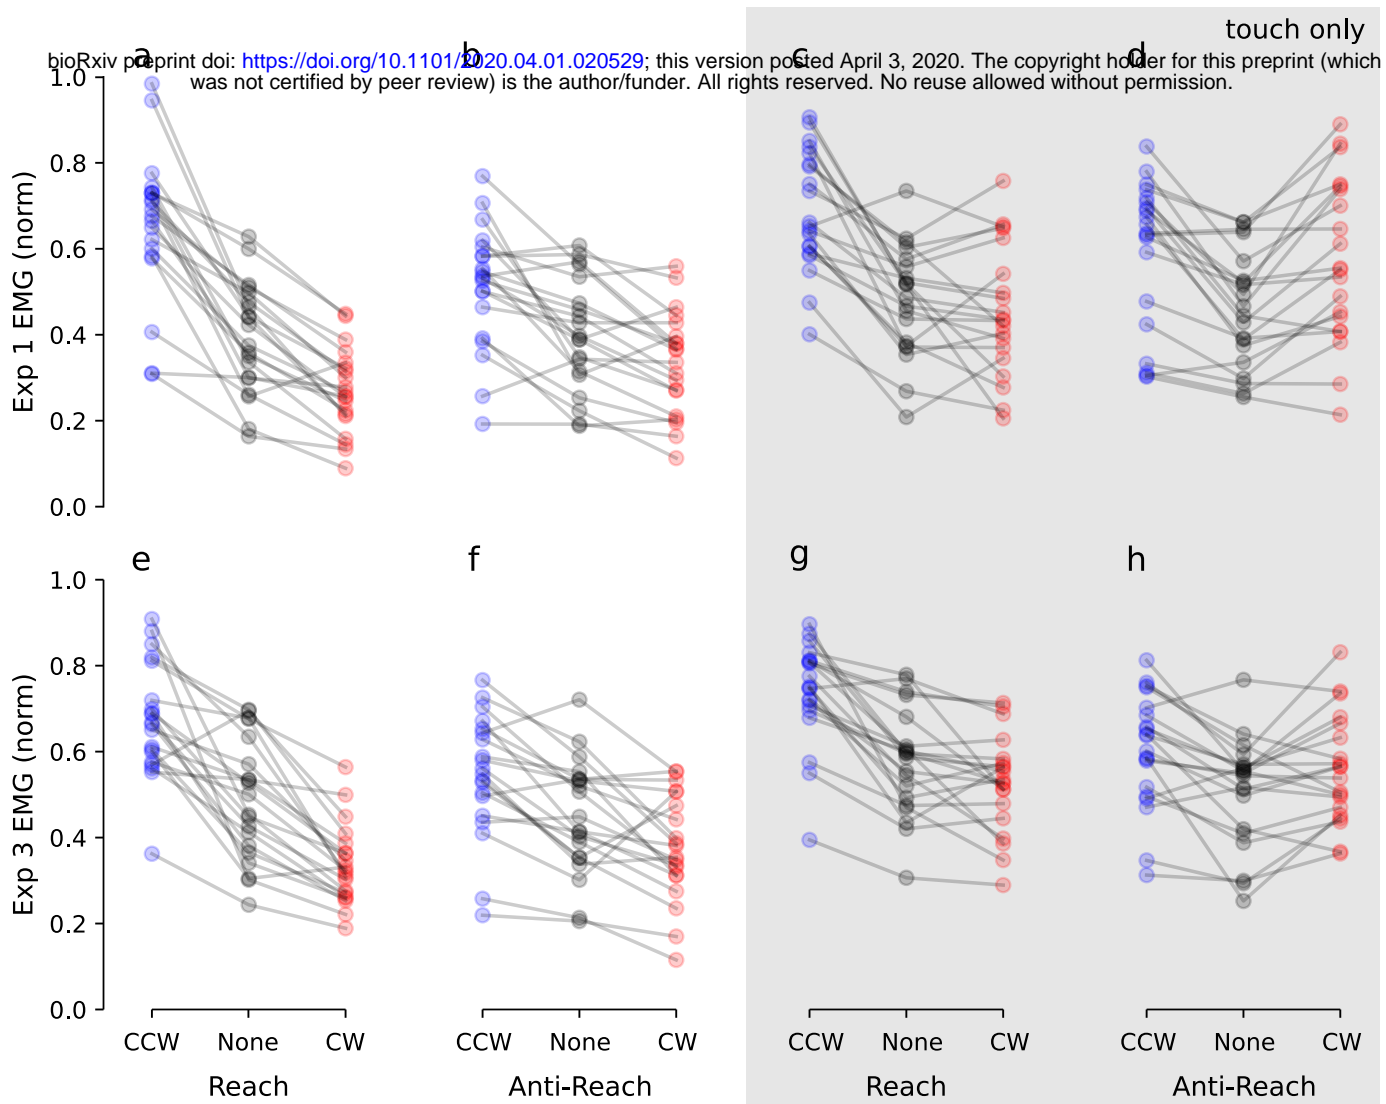 touch only
a b c d
bioRxiv preprint doi: https://doi.org/10.1101/2020.04.01.020529; this version posted April 3, 2020. The copyright holder for this preprint (which
was not certified by peer review) is the author/funder. All rights reserved. No reuse allowed without permission.
1.0
0.8
0.6
0.4
0.2
0.0
Exp 1 EMG (norm)
e f g h
1.0
0.8
0.6
0.4
0.2
0.0
Exp 3 EMG (norm)
CCW None CW CCW None CW CCW None CW CCW None CW
Reach Anti-Reach Reach Anti-Reach